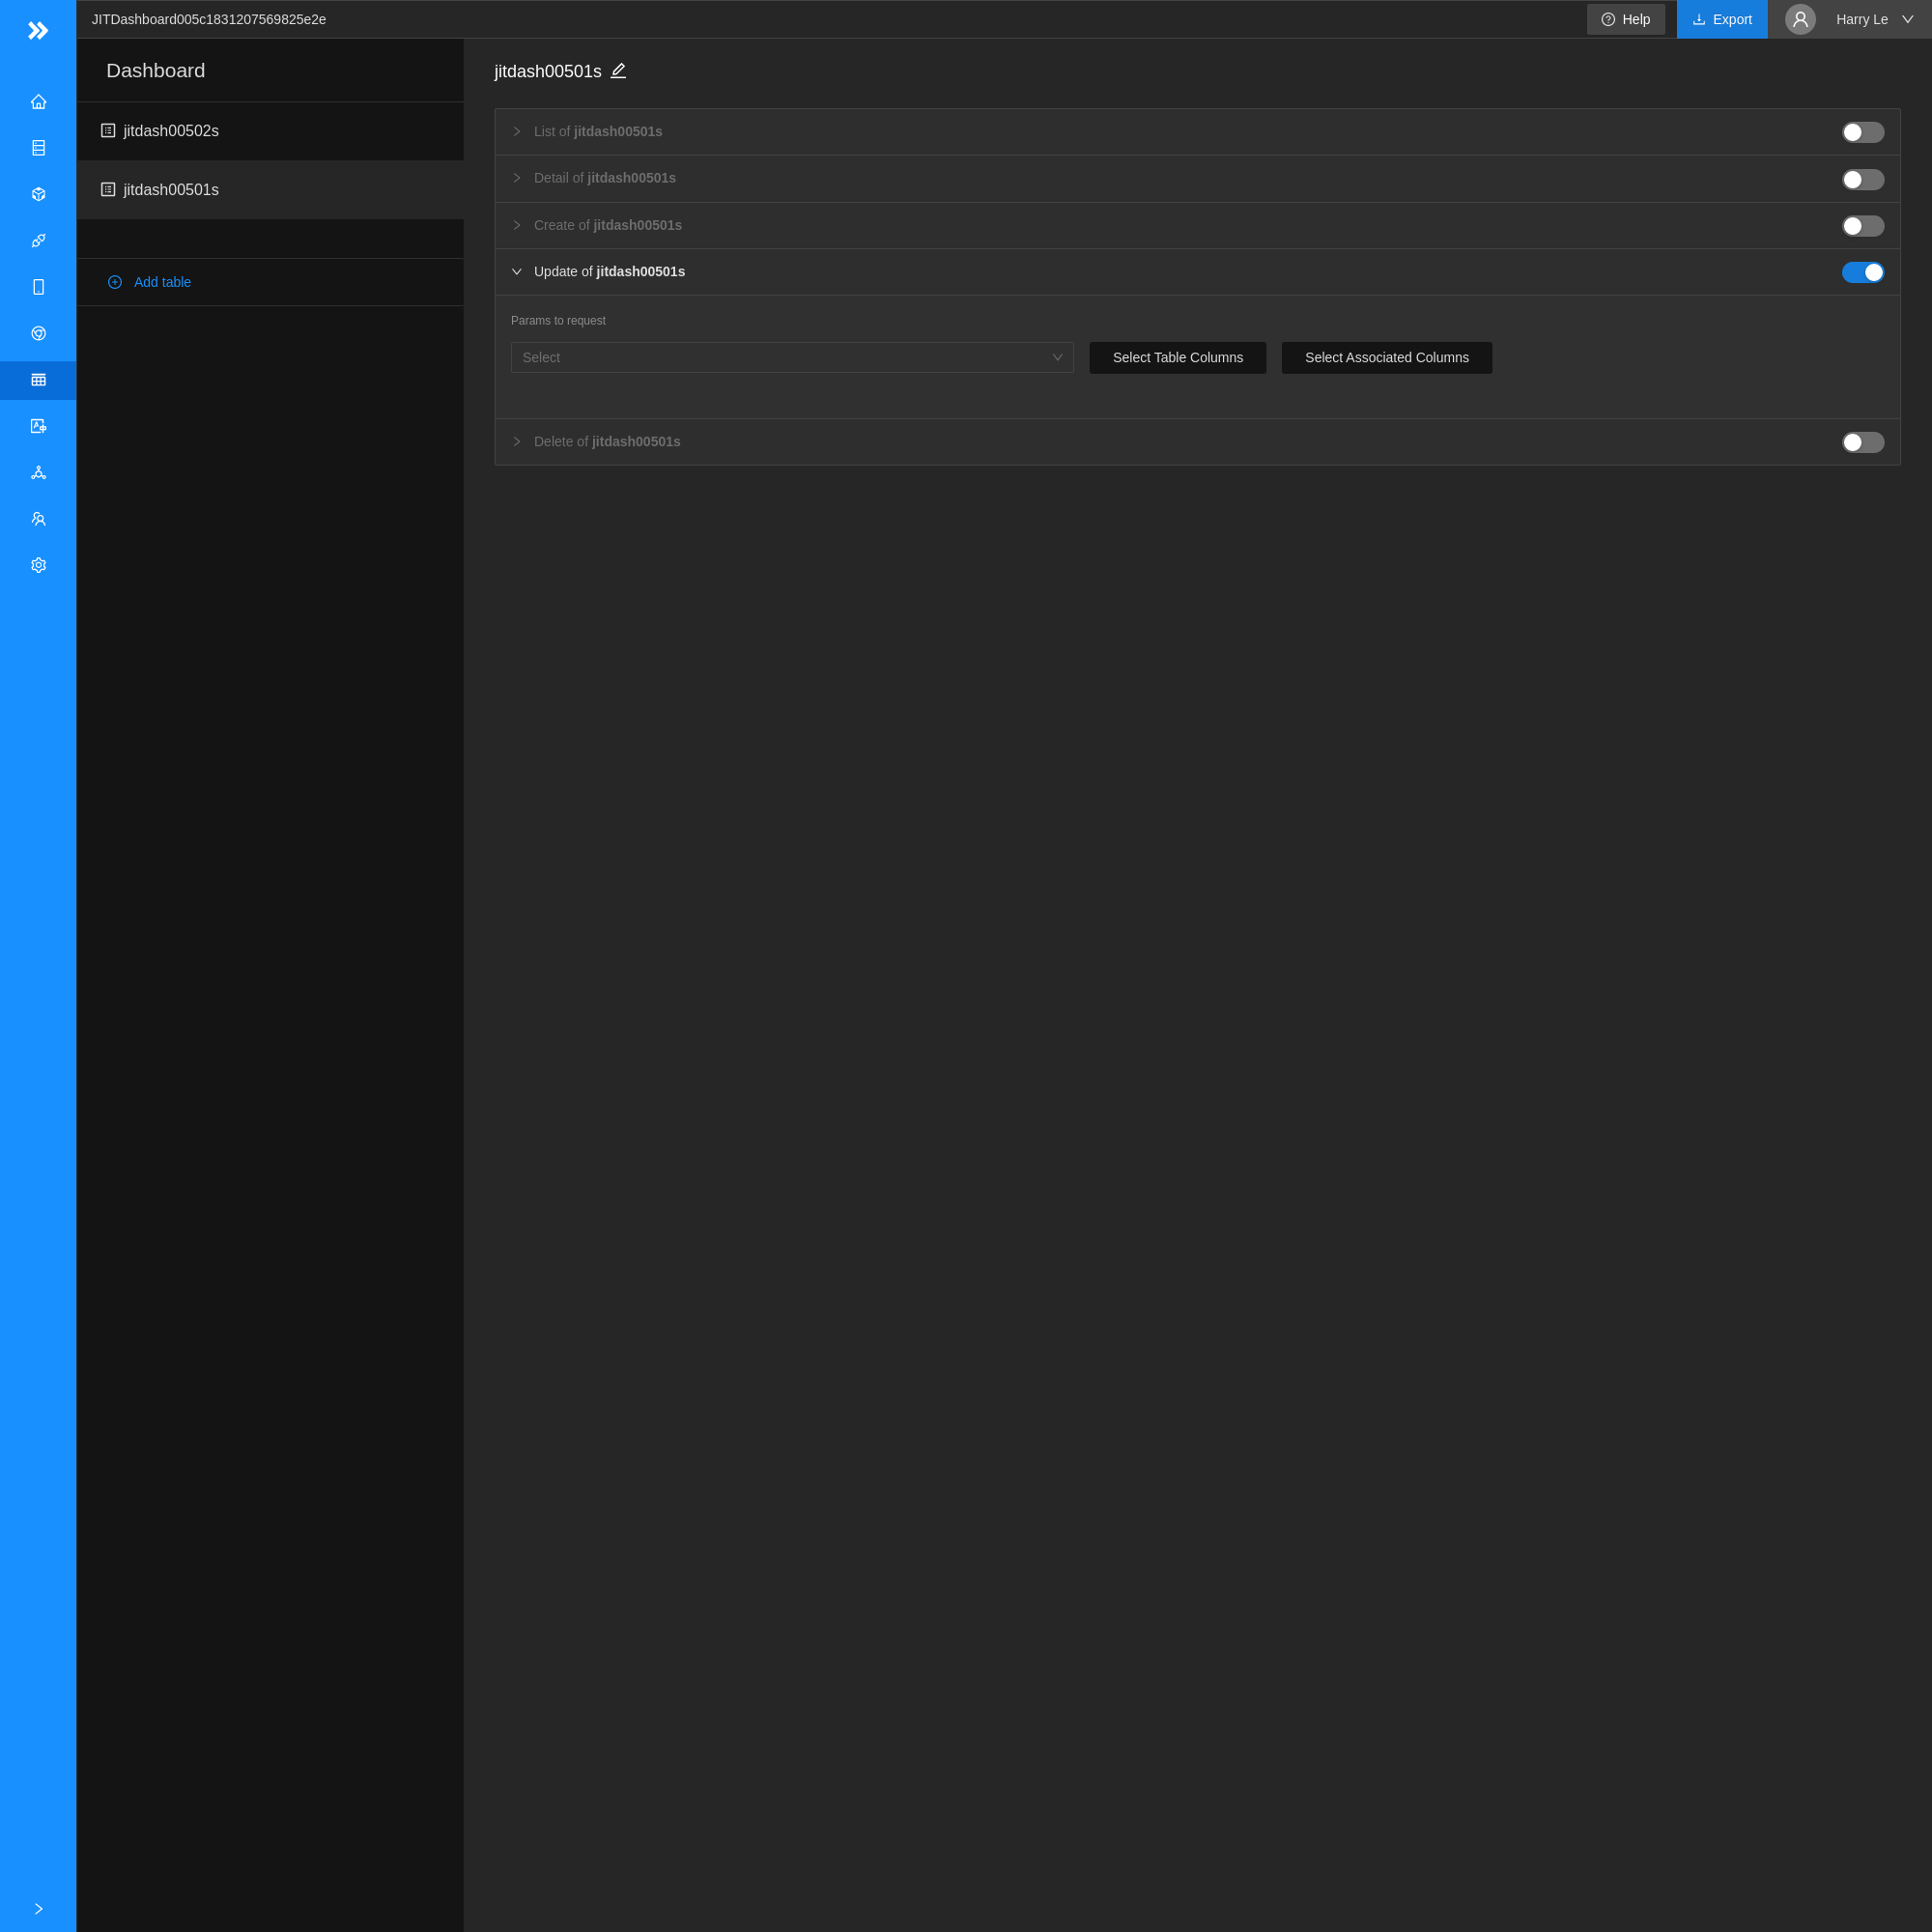 JITDashboard005c1831207569825e2e
Help
Export
Harry Le
Dashboard
jitdash00502s
jitdash00501s
Add table
jitdash00501s
List of jitdash00501s
Detail of jitdash00501s
Create of jitdash00501s
Update of jitdash00501s
Params to request
Select
Select Table Columns
Select Associated Columns
Delete of jitdash00501s